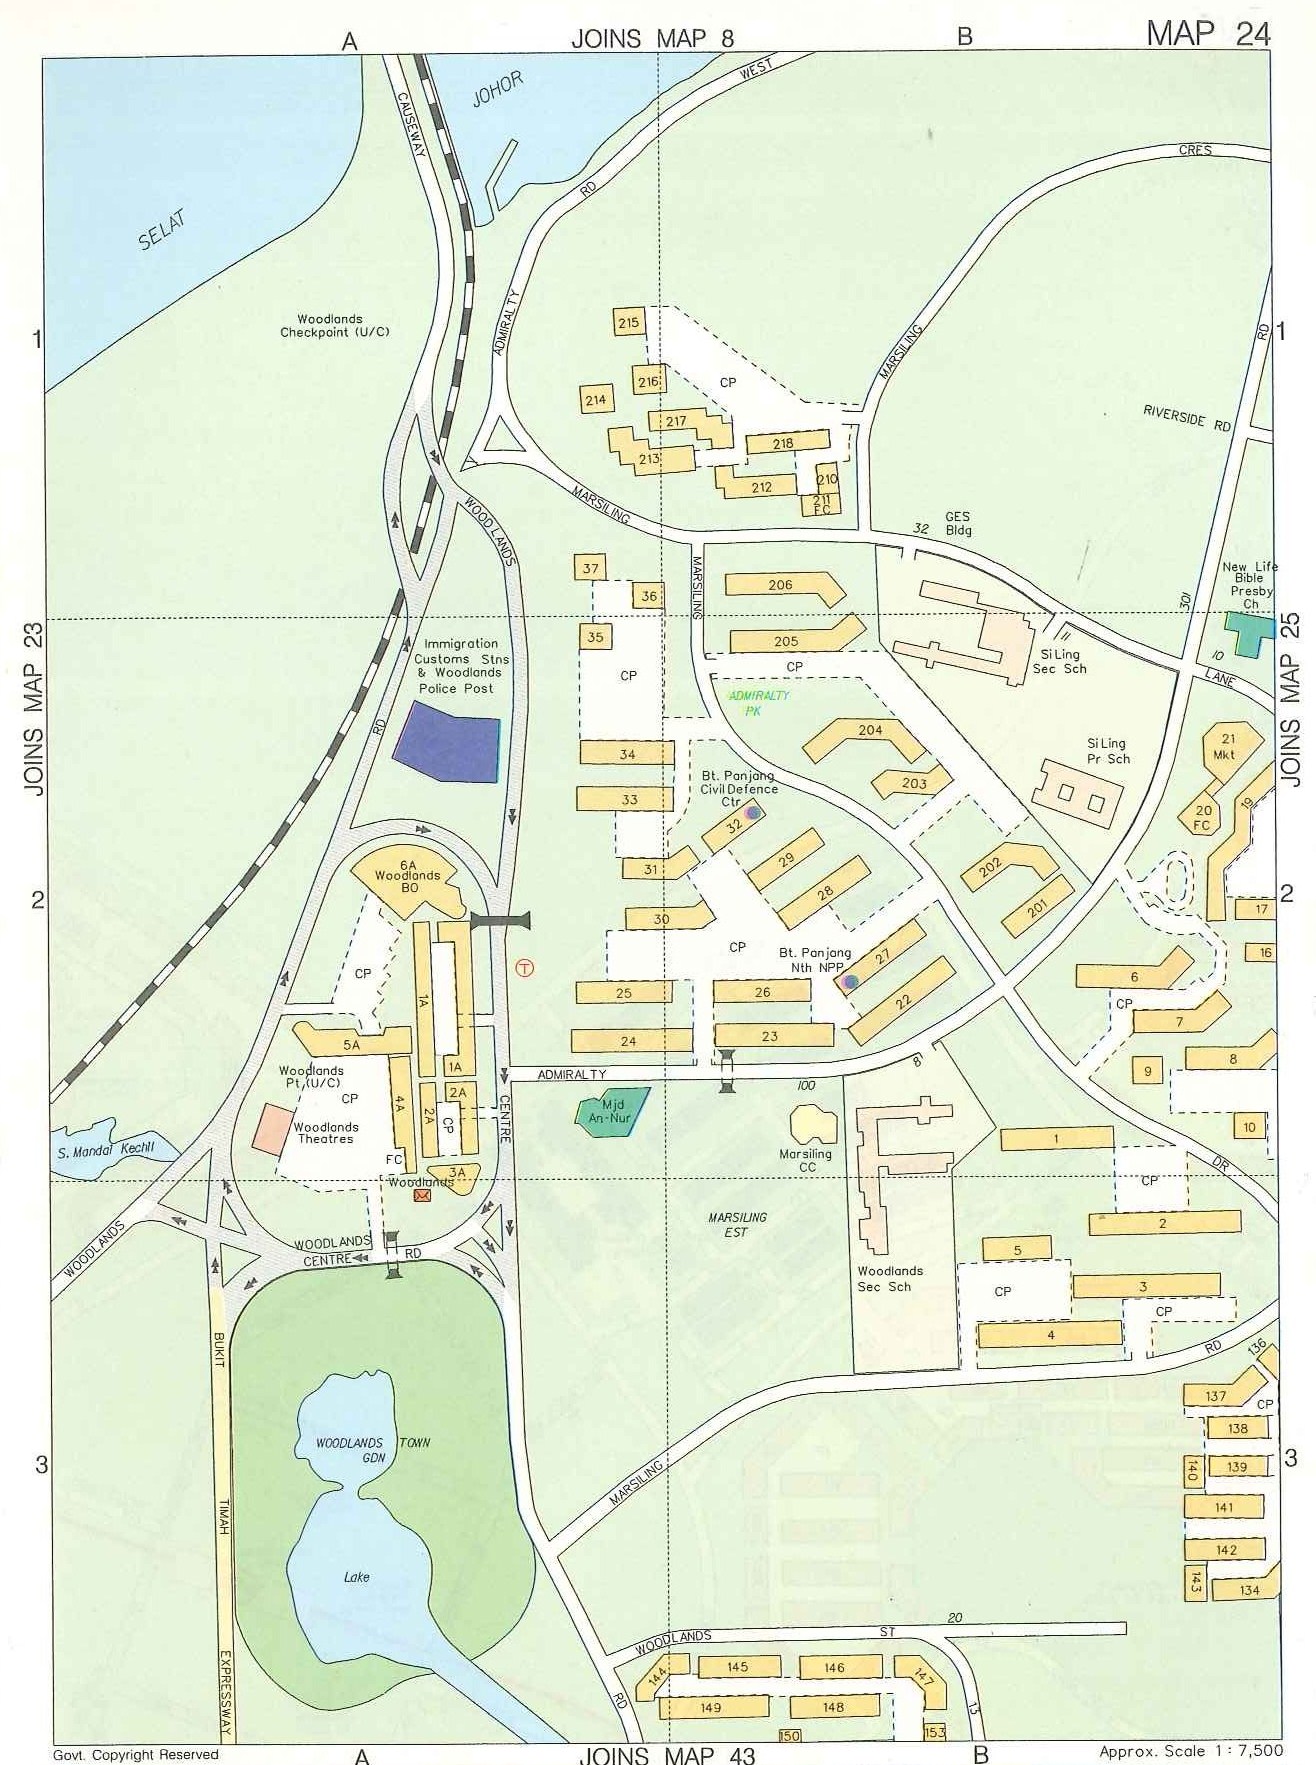 A
JOINS MAP 8
B
MAP 24
CAUSEWAY
JOHOR
WEST
CRES
RD
SELAT
Woodlands
Checkpoint (U/C)
1
1
ADMIRALTY
215
MARSILING
RD
216
CP
214
217
RIVERSIDE RD
218
213
210
212
211
FC
MARSILING
WOODLANDS
32
GES
Bldg
37
MARSILING
206
36
New Life
Bible
Presby
Ch
301
JOINS MAP 23
JOINS MAP 25
35
205
11
10
Immigration
Customs Stns
& Woodlands
Police Post
CP
CP
Si Ling
Sec Sch
LANE
ADMIRALTY
PK
RD
204
21
Mkt
34
Si Ling
Pr Sch
Bt. Panjang
Civil Defence
Ctr
203
33
19
20
FC
32
6A
Woodlands
BO
31
29
28
202
201
2
2
30
17
CP
27
16
CP
Bt. Panjang
Nth NPP
T
6
25
26
22
CP
1A
7
24
23
5A
8
1A
Woodlands
Pt.(U/C)
ADMIRALTY
8
9
100
CP
4A
2A
2A
CENTRE
Mjd
An-Nur
CP
10
Woodlands
Theatres
S. Mandai Kechil
1
FC
3A
Marsiling
CC
DR
Woodlands
CP
MARSILING
EST
2
WOODLANDS
WOODLANDS
CENTRE
RD
5
Woodlands
Sec Sch
3
CP
CP
4
RD
136
BUKIT
137
CP
138
WOODLANDS TOWN
GDN
3
3
139
140
MARSILING
141
TIMAH
142
Lake
143
134
20
WOODLANDS
ST
EXPRESSWAY
144
145
146
147
RD
149
148
13
150
153
Govt. Copyright Reserved
A
JOINS MAP 43
B
Approx. Scale 1 : 7,500